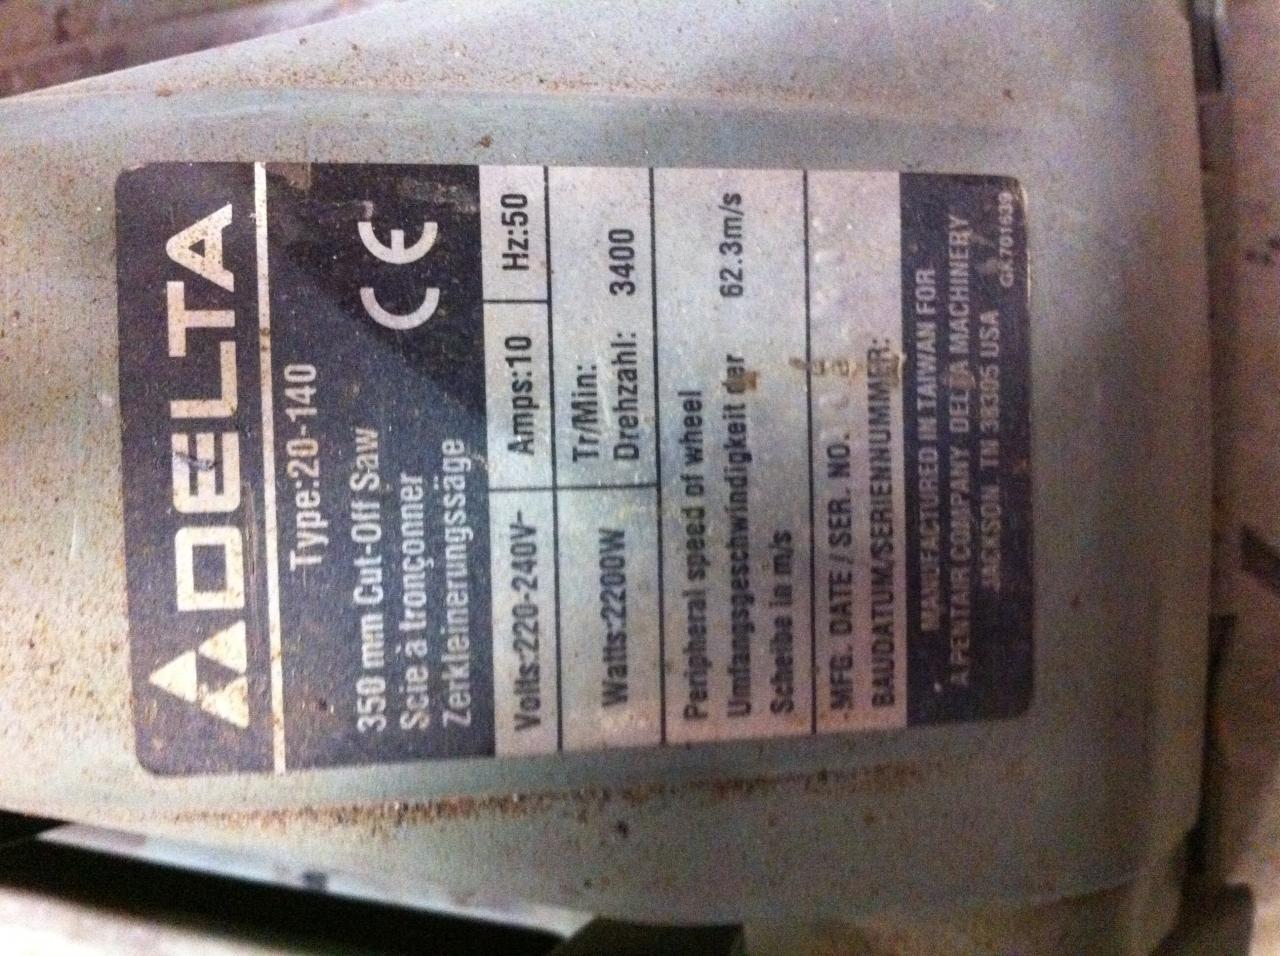 DELTA
Type:20-140
350 mm Cut-Off Saw
Scie à tronçonner
Zerkleinerungssäge
CE
Volts:220-240V~ Amps:10 Hz:50
Watts:2200W Tr/Min:
Drehzahl: 3400
Peripheral speed of wheel
Umfangsgeschwindigkeit der 62.3m/s
Scheibe in m/s
MFG. DATE / SER. NO.
BAUDATUM/SERIENNUMMER:
MANUFACTURED IN TAIWAN FOR
A PENTAIR COMPANY DELTA MACHINERY
JACKSON. TN 38305 USA
GK701639